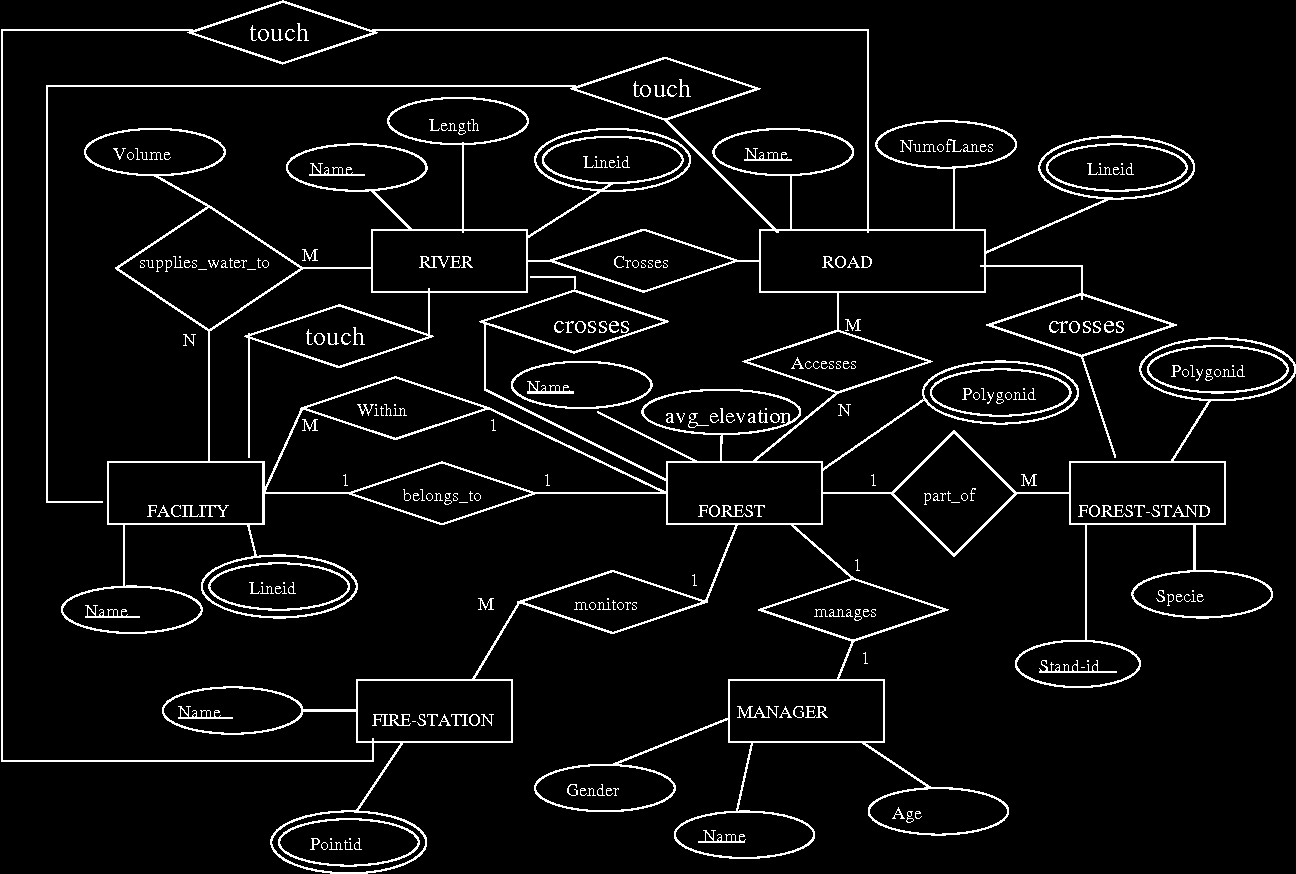 touch
touch
Length
Volume
Name
Lineid
Name
NumofLanes
Lineid
supplies_water_to
M
RIVER
Crosses
ROAD
N
touch
crosses
M
crosses
Accesses
Polygonid
Name
avg_elevation
N
Polygonid
Within
M
1
1
belongs_to
1
1
part_of
M
FACILITY
FOREST
FOREST-STAND
Name
Lineid
1
1
M
monitors
manages
Specie
1
Stand-id
Name
FIRE-STATION
MANAGER
Gender
Name
Age
Pointid